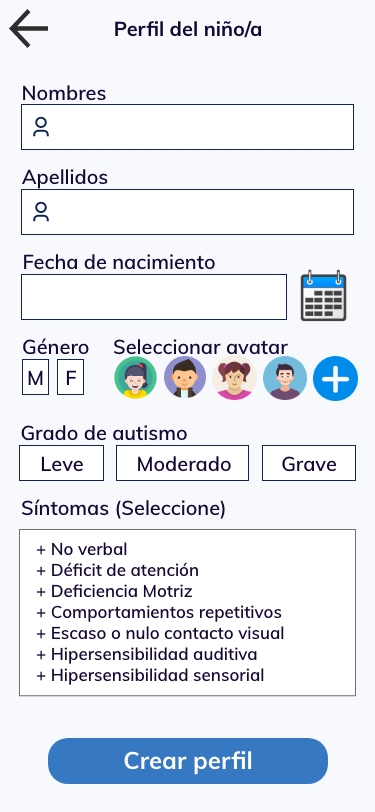 Perfil del niño/a
Nombres
Apellidos
Fecha de nacimiento
Género Seleccionar avatar
M F
Grado de autismo
Leve Moderado Grave
Síntomas (Seleccione)
+ No verbal
+ Déficit de atención
+ Deficiencia Motriz
+ Comportamientos repetitivos
+ Escaso o nulo contacto visual
+ Hipersensibilidad auditiva
+ Hipersensibilidad sensorial
Crear perfil